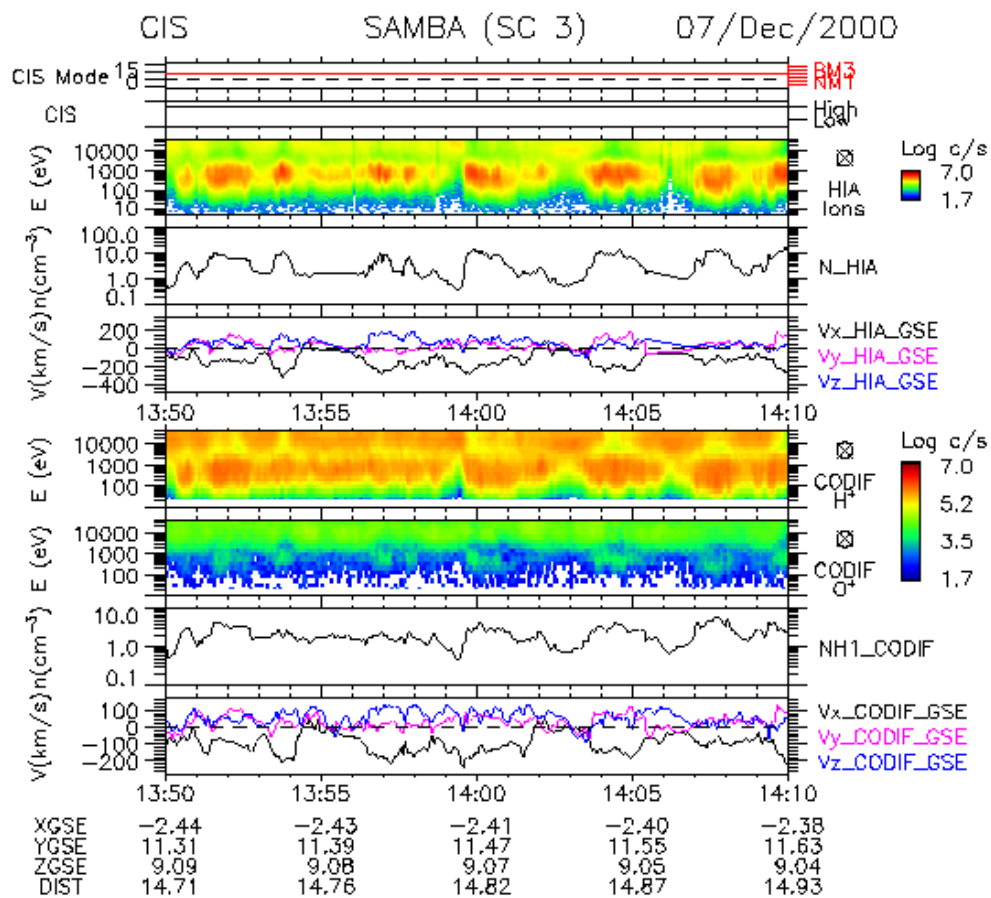 CIS SAMBA (SC 3) 07/Dec/2000
CIS Mode 15 0 BM3 NM1
CIS High Low
E (eV) 10000 1000 100 10 HIA Ions Log c/s 7.0 1.7
n(cm⁻³) 100.0 10.0 1.0 0.1 N_HIA
V(km/s) 200 0 −200 −400 Vx_HIA_GSE
Vy_HIA_GSE
Vz_HIA_GSE
13:50 13:55 14:00 14:05 14:10
E (eV) 10000 1000 100 CODIF H⁺ Log c/s 7.0 5.2 3.5 1.7
E (eV) 10000 1000 100 CODIF O⁺
n(cm⁻³) 10.0 1.0 0.1 NH1_CODIF
V(km/s) 100 0 −100 −200 Vx_CODIF_GSE
Vy_CODIF_GSE
Vz_CODIF_GSE
13:50 13:55 14:00 14:05 14:10
XGSE −2.44 −2.43 −2.41 −2.40 −2.38
YGSE 11.31 11.39 11.47 11.55 11.63
ZGSE 9.09 9.08 9.07 9.05 9.04
DIST 14.71 14.76 14.82 14.87 14.93